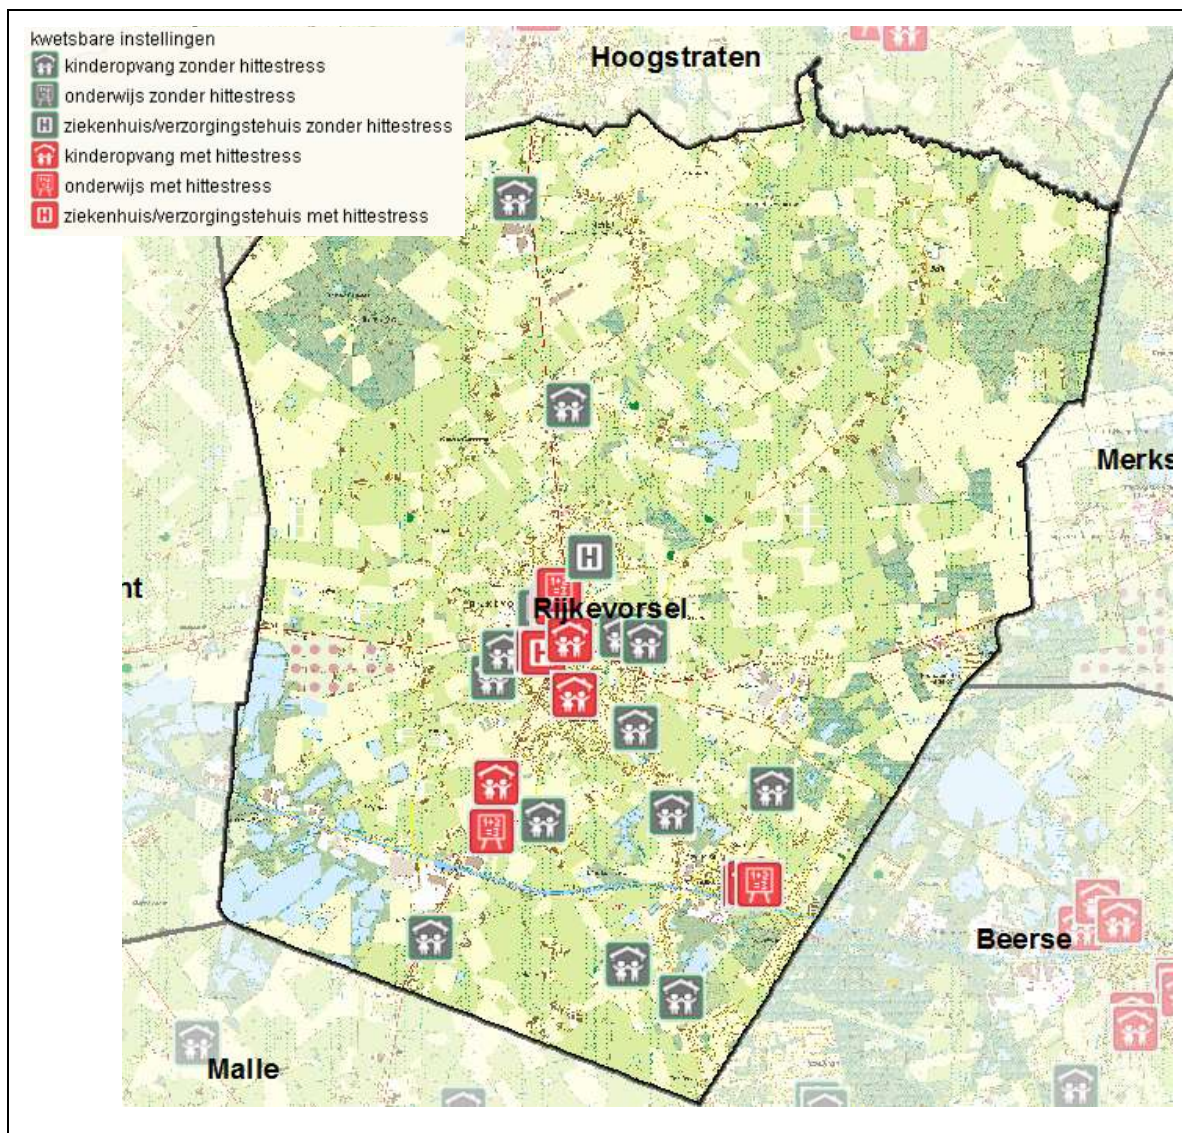 kwetsbare instellingen
kinderopvang zonder hittestress
onderwijs zonder hittestress
ziekenhuis/verzorgingstehuis zonder hittestress
kinderopvang met hittestress
onderwijs met hittestress
ziekenhuis/verzorgingstehuis met hittestress
Hoogstraten
Merks
nt
Rijkevorsel
Beerse
Malle